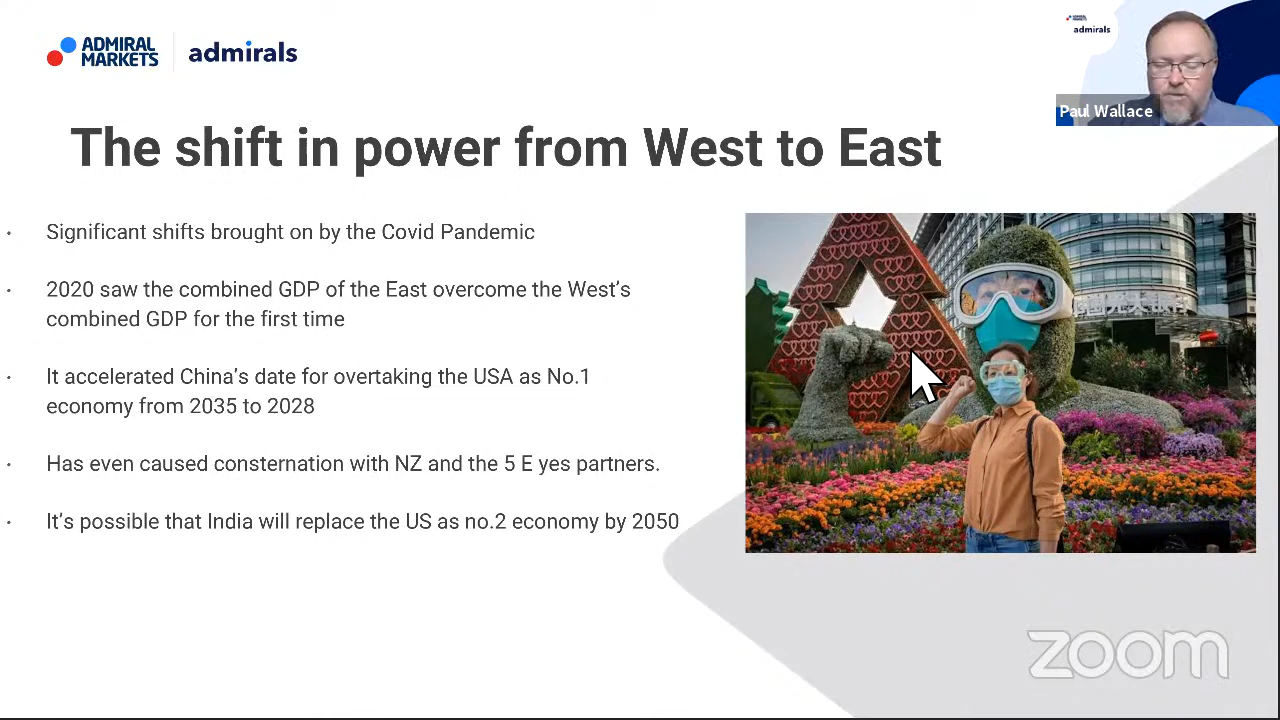 ADMIRAL
MARKETS
admirals
admirals
Paul Wallace
The shift in power from West to East
Significant shifts brought on by the Covid Pandemic
2020 saw the combined GDP of the East overcome the West's
combined GDP for the first time
It accelerated China's date for overtaking the USA as No.1
economy from 2035 to 2028
Has even caused consternation with NZ and the 5 E yes partners.
It's possible that India will replace the US as no.2 economy by 2050
zoom